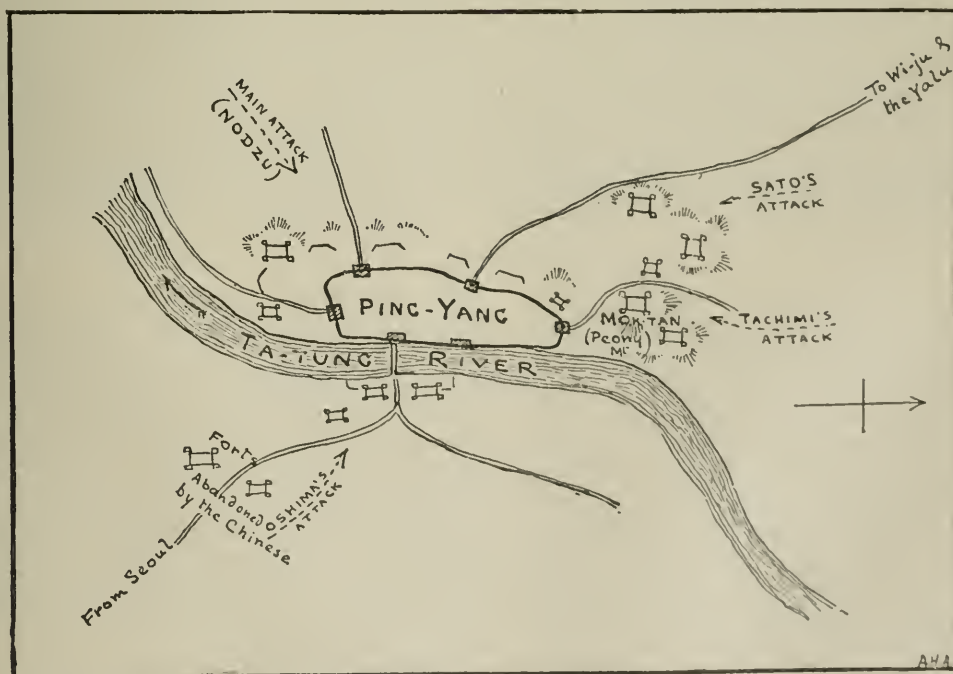 MAIN ATTACK
(NODZU)
To Wi-ju &
the Yalu
SATO'S
ATTACK
PING-YANG
MOK-TAN
(Peony)
Mt
TACHIMI'S
ATTACK
TA-TUNG RIVER
Forts
Abandoned
by the Chinese
OSHIMA'S
ATTACK
From Seoul